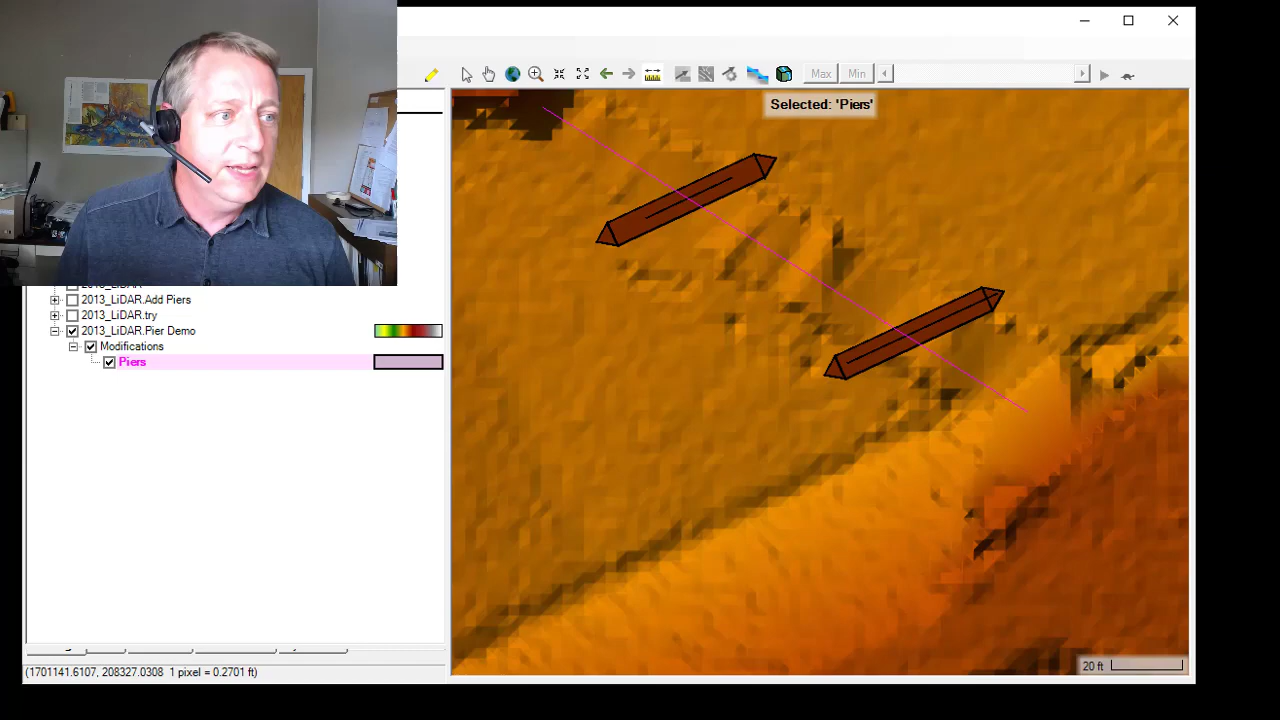 Max
Min
Selected: 'Piers'
2013_LiDAR.Add Piers
2013_LiDAR.try
2013_LiDAR.Pier Demo
Modifications
Piers
20 ft
(1701141.6107, 208327.0308 1 pixel = 0.2701 ft)